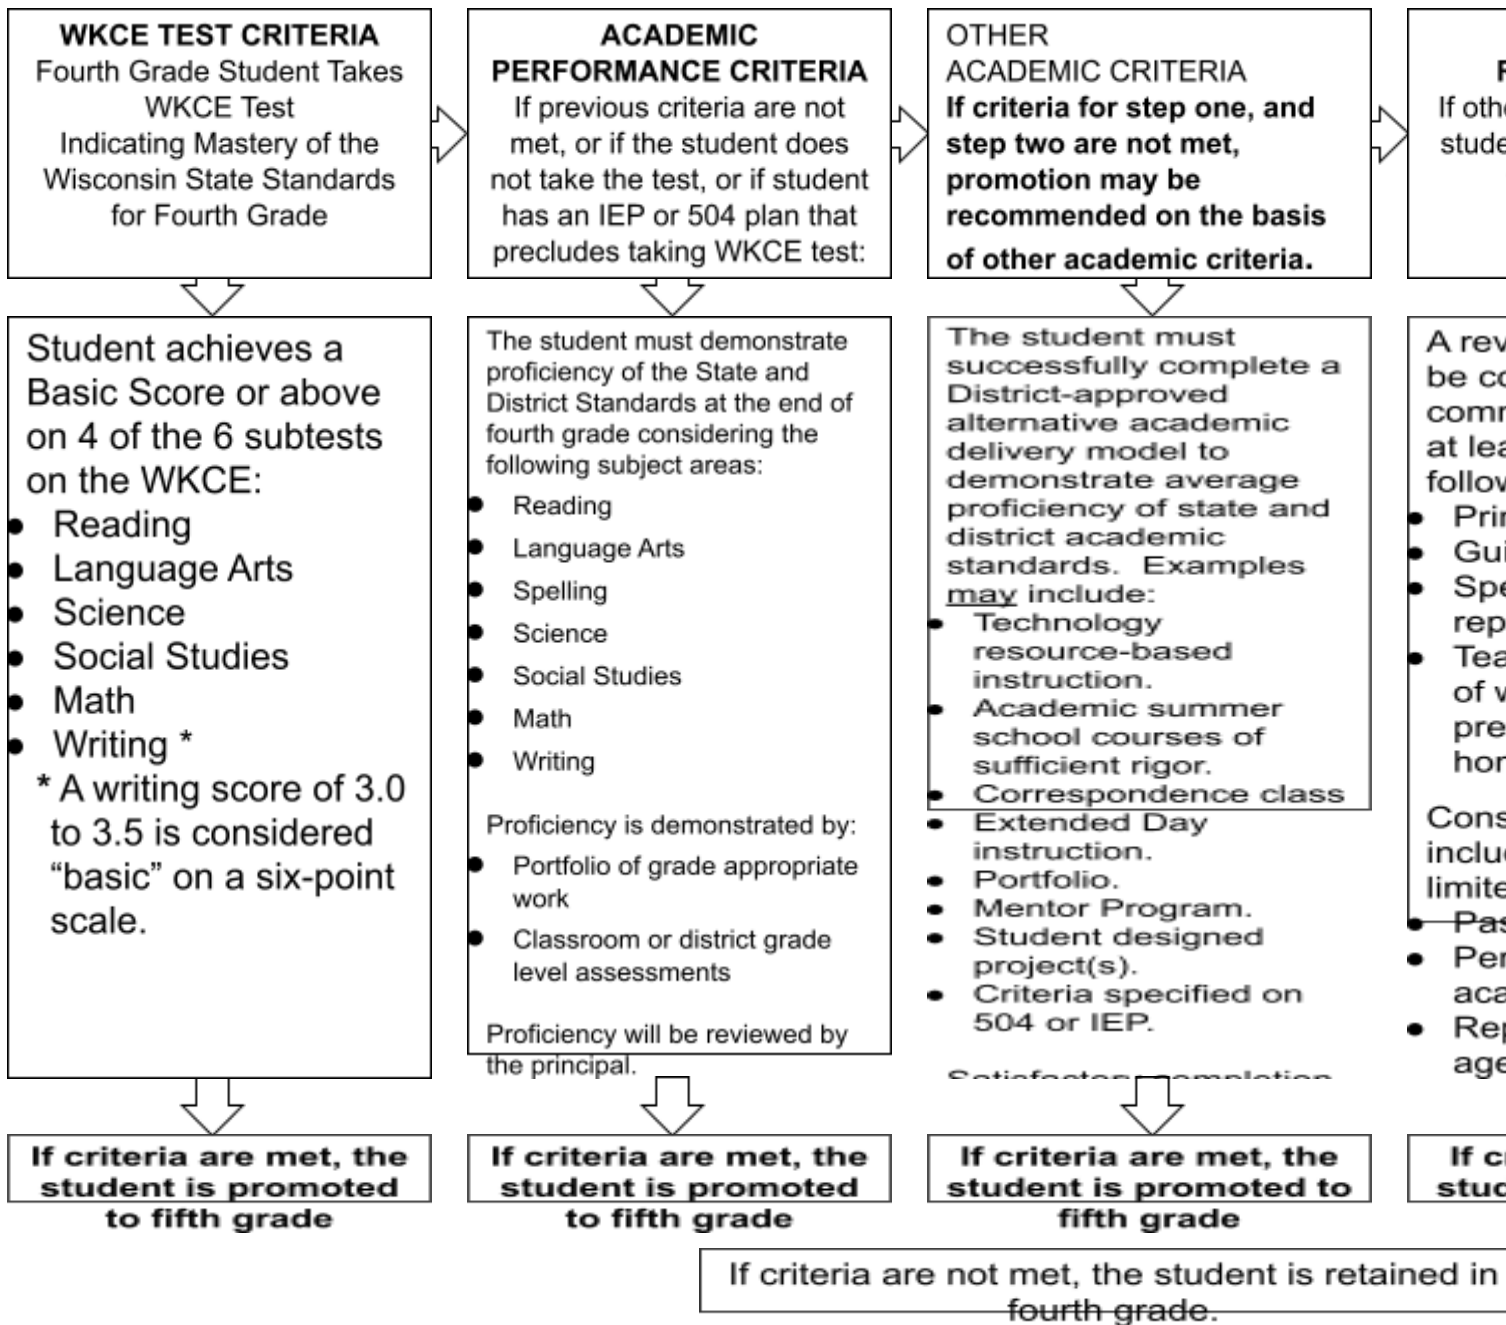 WKCE TEST CRITERIA
Fourth Grade Student Takes
WKCE Test
Indicating Mastery of the
Wisconsin State Standards
for Fourth Grade
ACADEMIC
PERFORMANCE CRITERIA
If previous criteria are not
met, or if the student does
not take the test, or if student
has an IEP or 504 plan that
precludes taking WKCE test:
OTHER
ACADEMIC CRITERIA
If criteria for step one, and
step two are not met,
promotion may be
recommended on the basis
of other academic criteria.
If
Student achieves a
Basic Score or above
on 4 of the 6 subtests
on the WKCE:
• Reading
• Language Arts
• Science
• Social Studies
• Math
• Writing *
* A writing score of 3.0
to 3.5 is considered
“basic” on a six-point
scale.
The student must demonstrate
proficiency of the State and
District Standards at the end of
fourth grade considering the
following subject areas:
• Reading
• Language Arts
• Spelling
• Science
• Social Studies
• Math
• Writing
Proficiency is demonstrated by:
• Portfolio of grade appropriate
work
• Classroom or district grade
level assessments
Proficiency will be reviewed by
the principal.
The student must
successfully complete a
District-approved
alternative academic
delivery model to
demonstrate average
proficiency of state and
district academic
standards. Examples
may include:
• Technology
resource-based
instruction.
• Academic summer
school courses of
sufficient rigor.
• Correspondence class
• Extended Day
instruction.
• Portfolio.
• Mentor Program.
• Student designed
project(s).
• Criteria specified on
504 or IEP.
Satisfactory completion
A
be
at
of
If criteria are met, the
student is promoted
to fifth grade
If criteria are met, the
student is promoted
to fifth grade
If criteria are met, the
student is promoted to
fifth grade
If
If criteria are not met, the student is retained in
fourth grade.